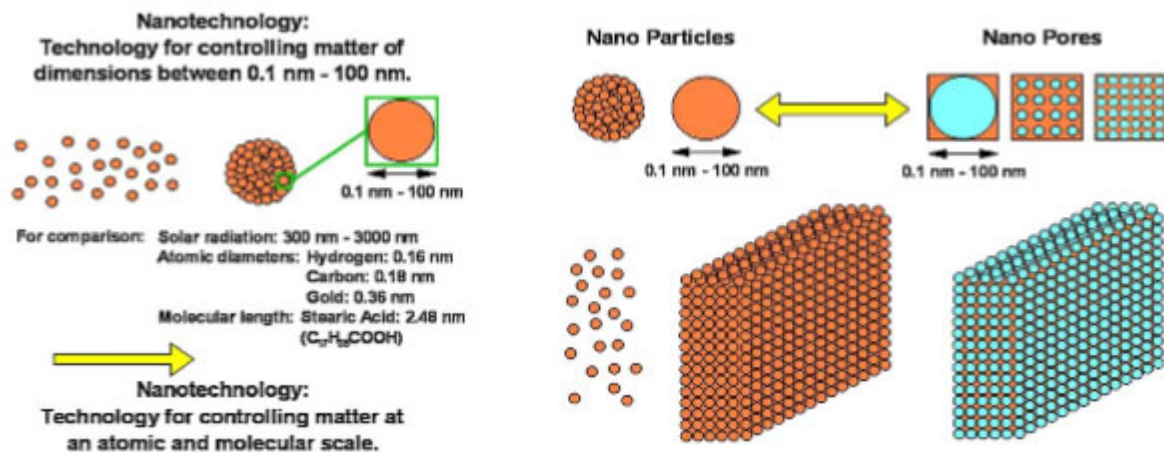 Nanotechnology:
Technology for controlling matter of
dimensions between 0.1 nm - 100 nm.
0.1 nm - 100 nm
For comparison: Solar radiation: 300 nm - 3000 nm
Atomic diameters: Hydrogen: 0.16 nm
Carbon: 0.18 nm
Gold: 0.36 nm
Molecular length: Stearic Acid: 2.48 nm
Nanotechnology:
Technology for controlling matter at
an atomic and molecular scale.
Nano Particles
Nano Pores
0.1 nm - 100 nm
0.1 nm - 100 nm